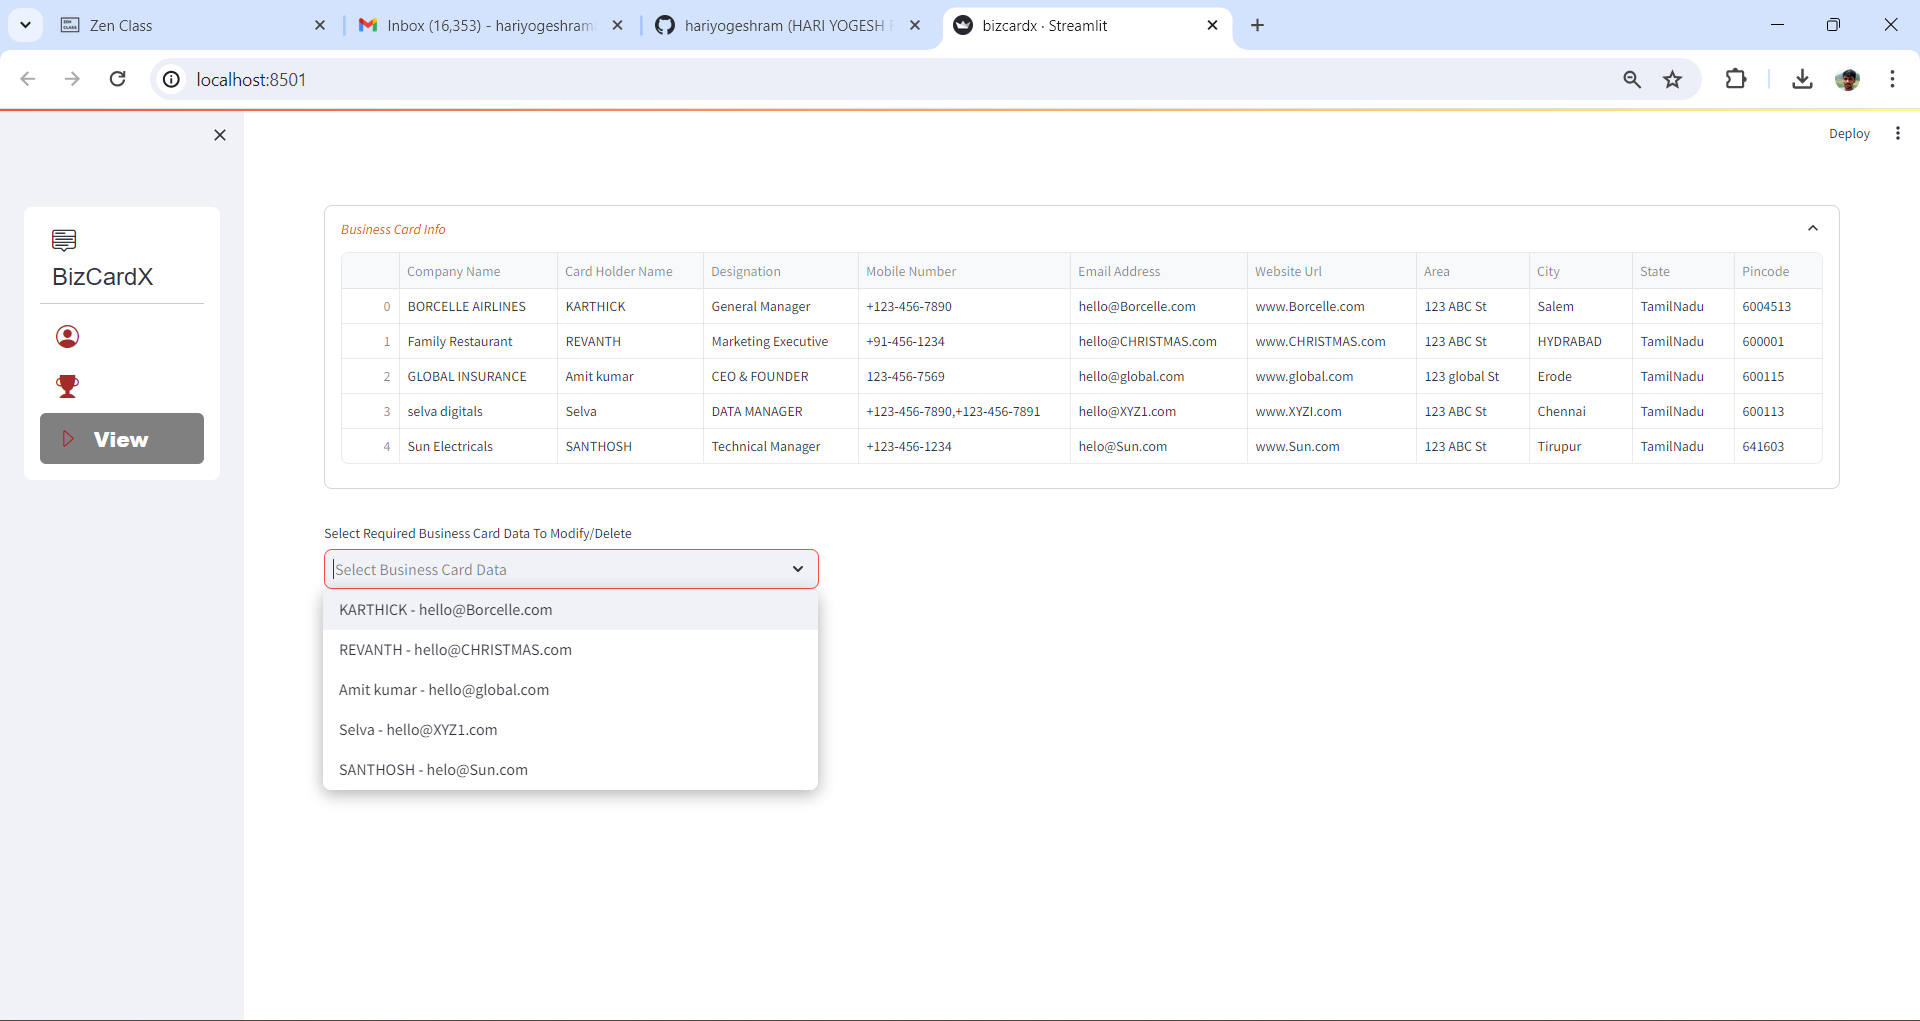 Zen Class
Inbox (16,353) - hariyogeshram
hariyogeshram (HARI YOGESH
bizcardx · Streamlit
localhost:8501
Deploy
BizCardX
View
Business Card Info
Company Name Card Holder Name Designation Mobile Number Email Address Website Url Area City State Pincode
0 BORCELLE AIRLINES KARTHICK General Manager +123-456-7890 hello@Borcelle.com www.Borcelle.com 123 ABC St Salem TamilNadu 6004513
1 Family Restaurant REVANTH Marketing Executive +91-456-1234 hello@CHRISTMAS.com www.CHRISTMAS.com 123 ABC St HYDRABAD TamilNadu 600001
2 GLOBAL INSURANCE Amit kumar CEO & FOUNDER 123-456-7569 hello@global.com www.global.com 123 global St Erode TamilNadu 600115
3 selva digitals Selva DATA MANAGER +123-456-7890,+123-456-7891 hello@XYZ1.com www.XYZI.com 123 ABC St Chennai TamilNadu 600113
4 Sun Electricals SANTHOSH Technical Manager +123-456-1234 helo@Sun.com www.Sun.com 123 ABC St Tirupur TamilNadu 641603
Select Required Business Card Data To Modify/Delete
Select Business Card Data
KARTHICK - hello@Borcelle.com
REVANTH - hello@CHRISTMAS.com
Amit kumar - hello@global.com
Selva - hello@XYZ1.com
SANTHOSH - helo@Sun.com